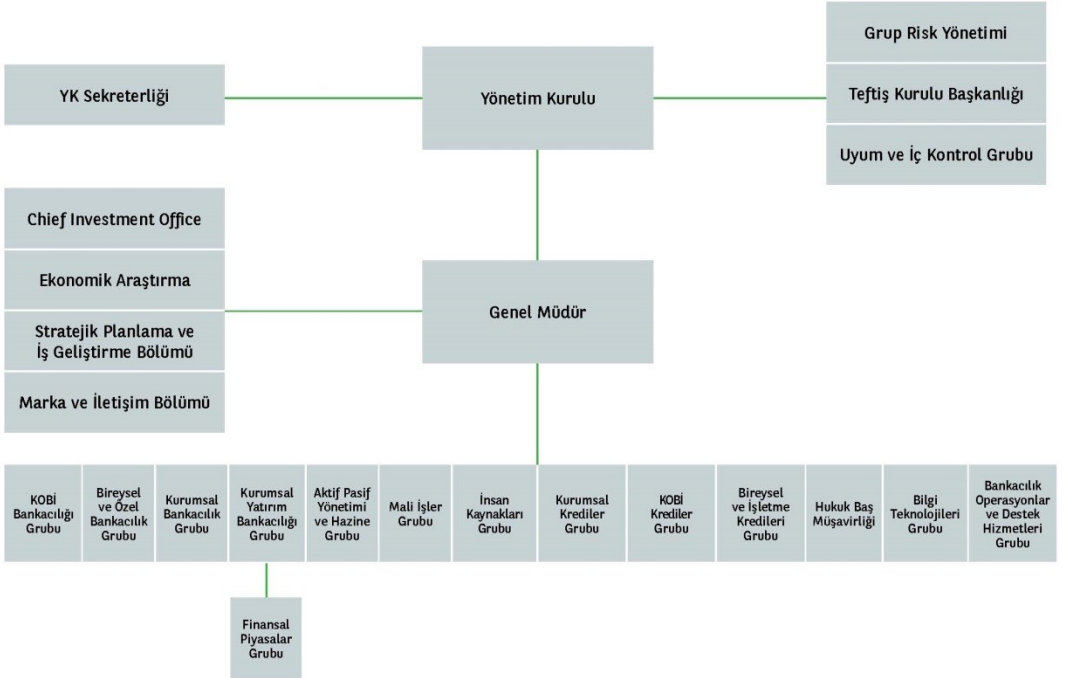 Grup Risk Yönetimi
YK Sekreterliği
Yönetim Kurulu
Teftiş Kurulu Başkanlığı
Uyum ve İç Kontrol Grubu
Chief Investment Office
Ekonomik Araştırma
Stratejik Planlama ve
İş Geliştirme Bölümü
Marka ve İletişim Bölümü
Genel Müdür
KOBİ
Bankacılığı
Grubu
Bireysel
ve Özel
Bankacılık
Grubu
Kurumsal
Bankacılık
Grubu
Kurumsal
Yatırım
Bankacılığı
Grubu
Aktif Pasif
Yönetimi
ve Hazine
Grubu
Mali İşler
Grubu
İnsan
Kaynakları
Grubu
Kurumsal
Krediler
Grubu
KOBİ
Krediler
Grubu
Bireysel
ve İşletme
Kredileri
Grubu
Hukuk Baş
Müşavirliği
Bilgi
Teknolojileri
Grubu
Bankacılık
Operasyonlar
ve Destek
Hizmetleri
Grubu
Finansal
Piyasalar
Grubu